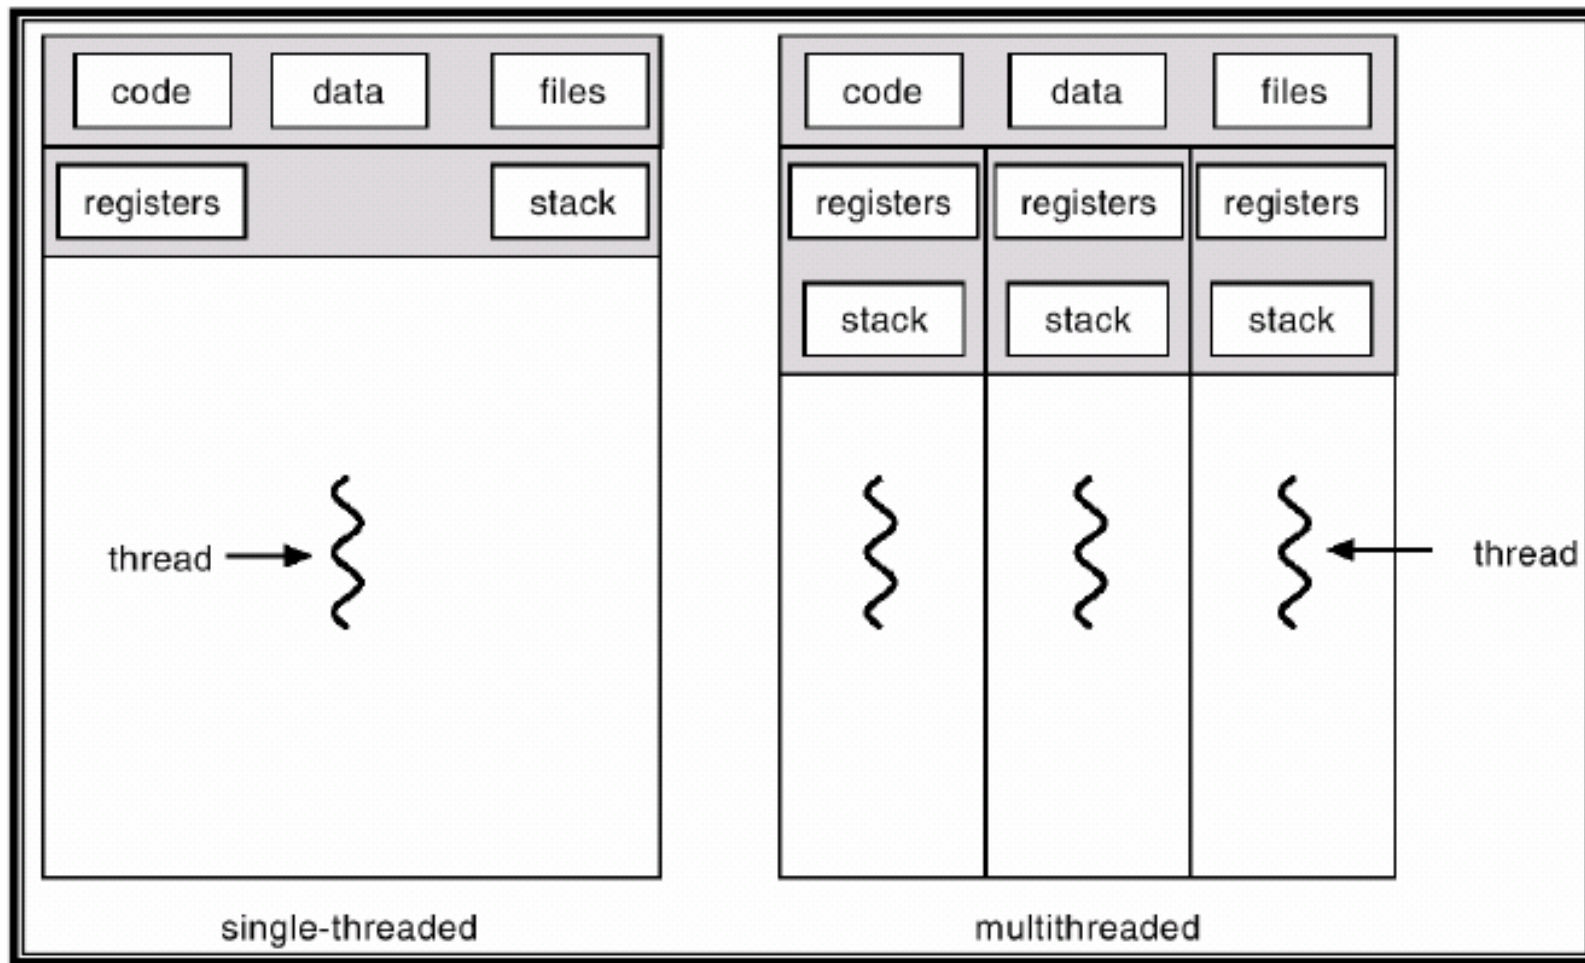 code data files
registers stack
thread
single-threaded
code data files
registers registers registers
stack stack stack
thread
multithreaded